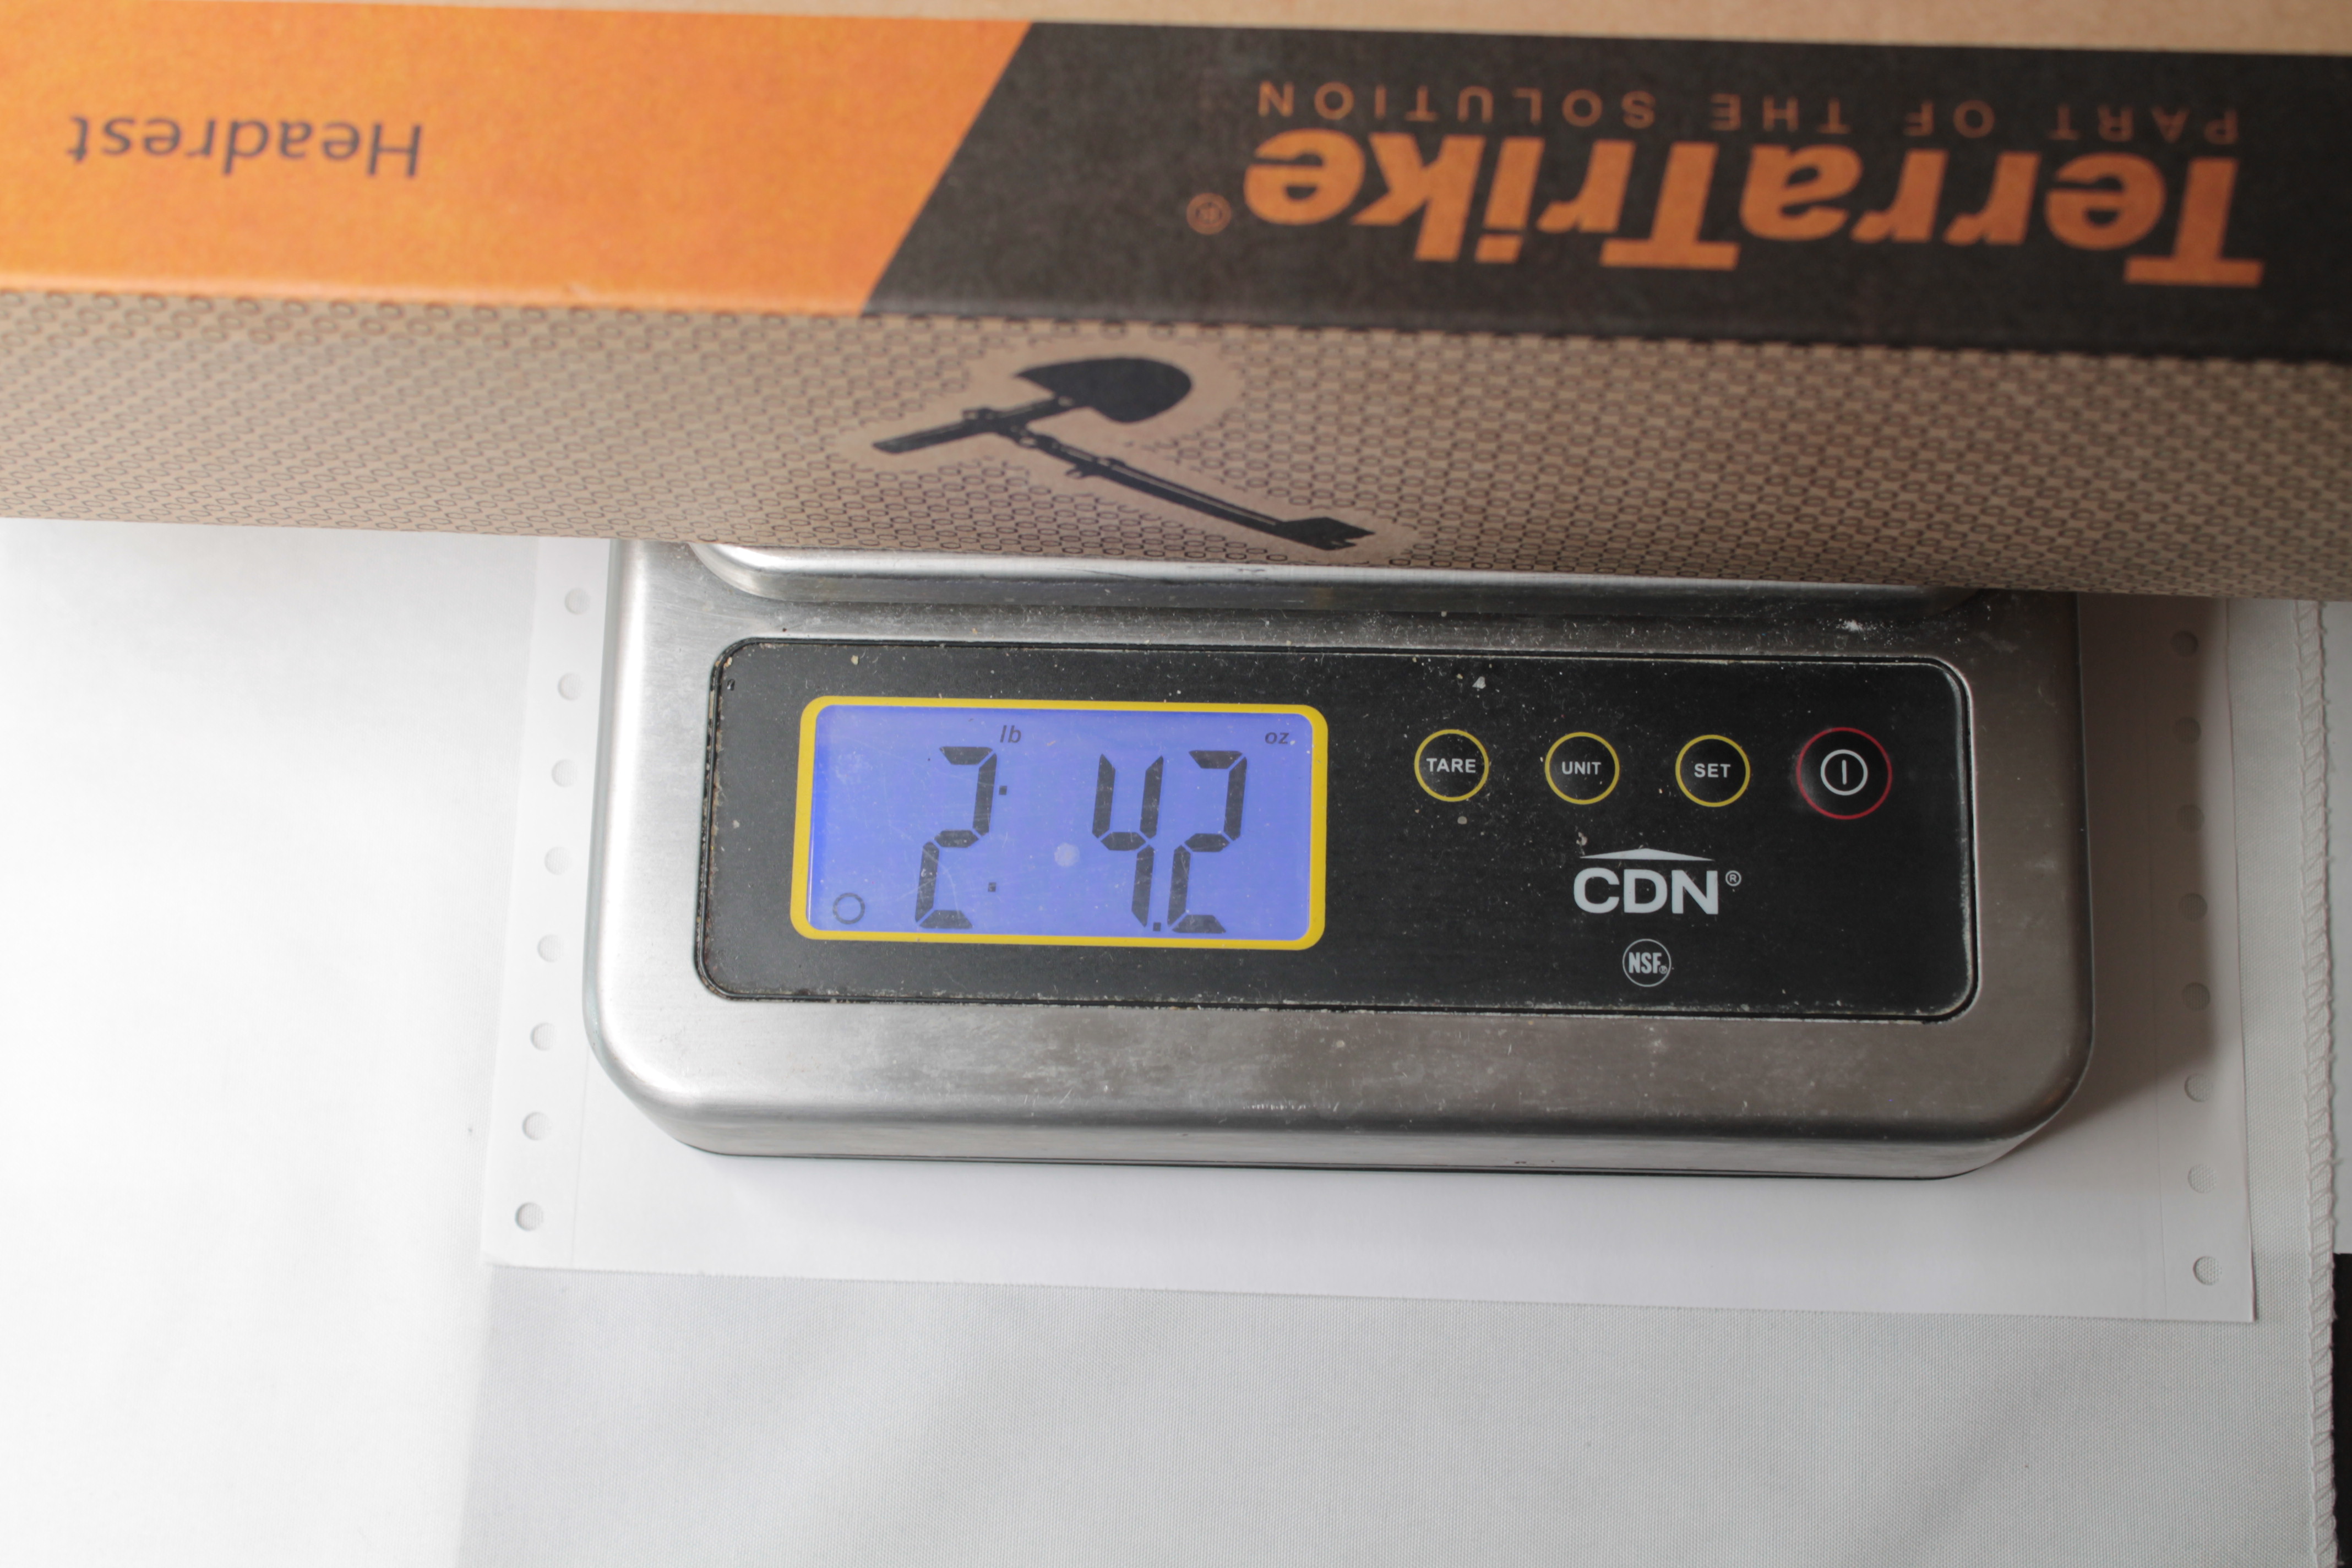 Headrest
TerraTrike®
PART OF THE SOLUTION
lb oz
2: 4.2
TARE UNIT SET
CDN®
NSF®